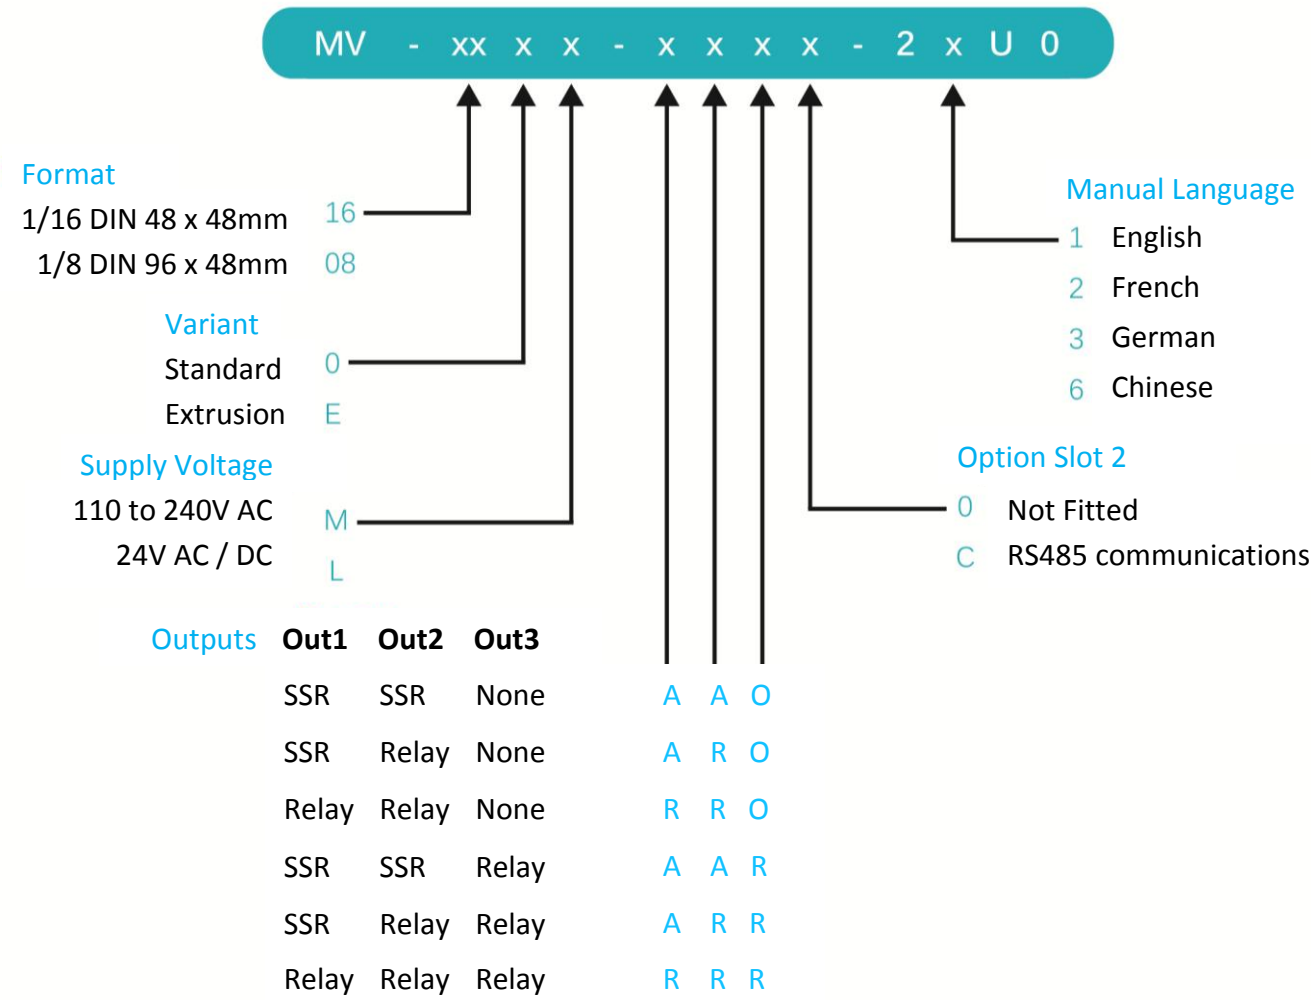 MV - xx x x - x x x x - 2 x U 0
Format
1/16 DIN 48 x 48mm 16
1/8 DIN 96 x 48mm 08
Variant
Standard 0
Extrusion E
Supply Voltage
110 to 240V AC M
24V AC / DC L
Manual Language
1 English
2 French
3 German
6 Chinese
Option Slot 2
0 Not Fitted
C RS485 communications
Outputs Out1 Out2 Out3
SSR SSR None A A O
SSR Relay None A R O
Relay Relay None R R O
SSR SSR Relay A A R
SSR Relay Relay A R R
Relay Relay Relay R R R